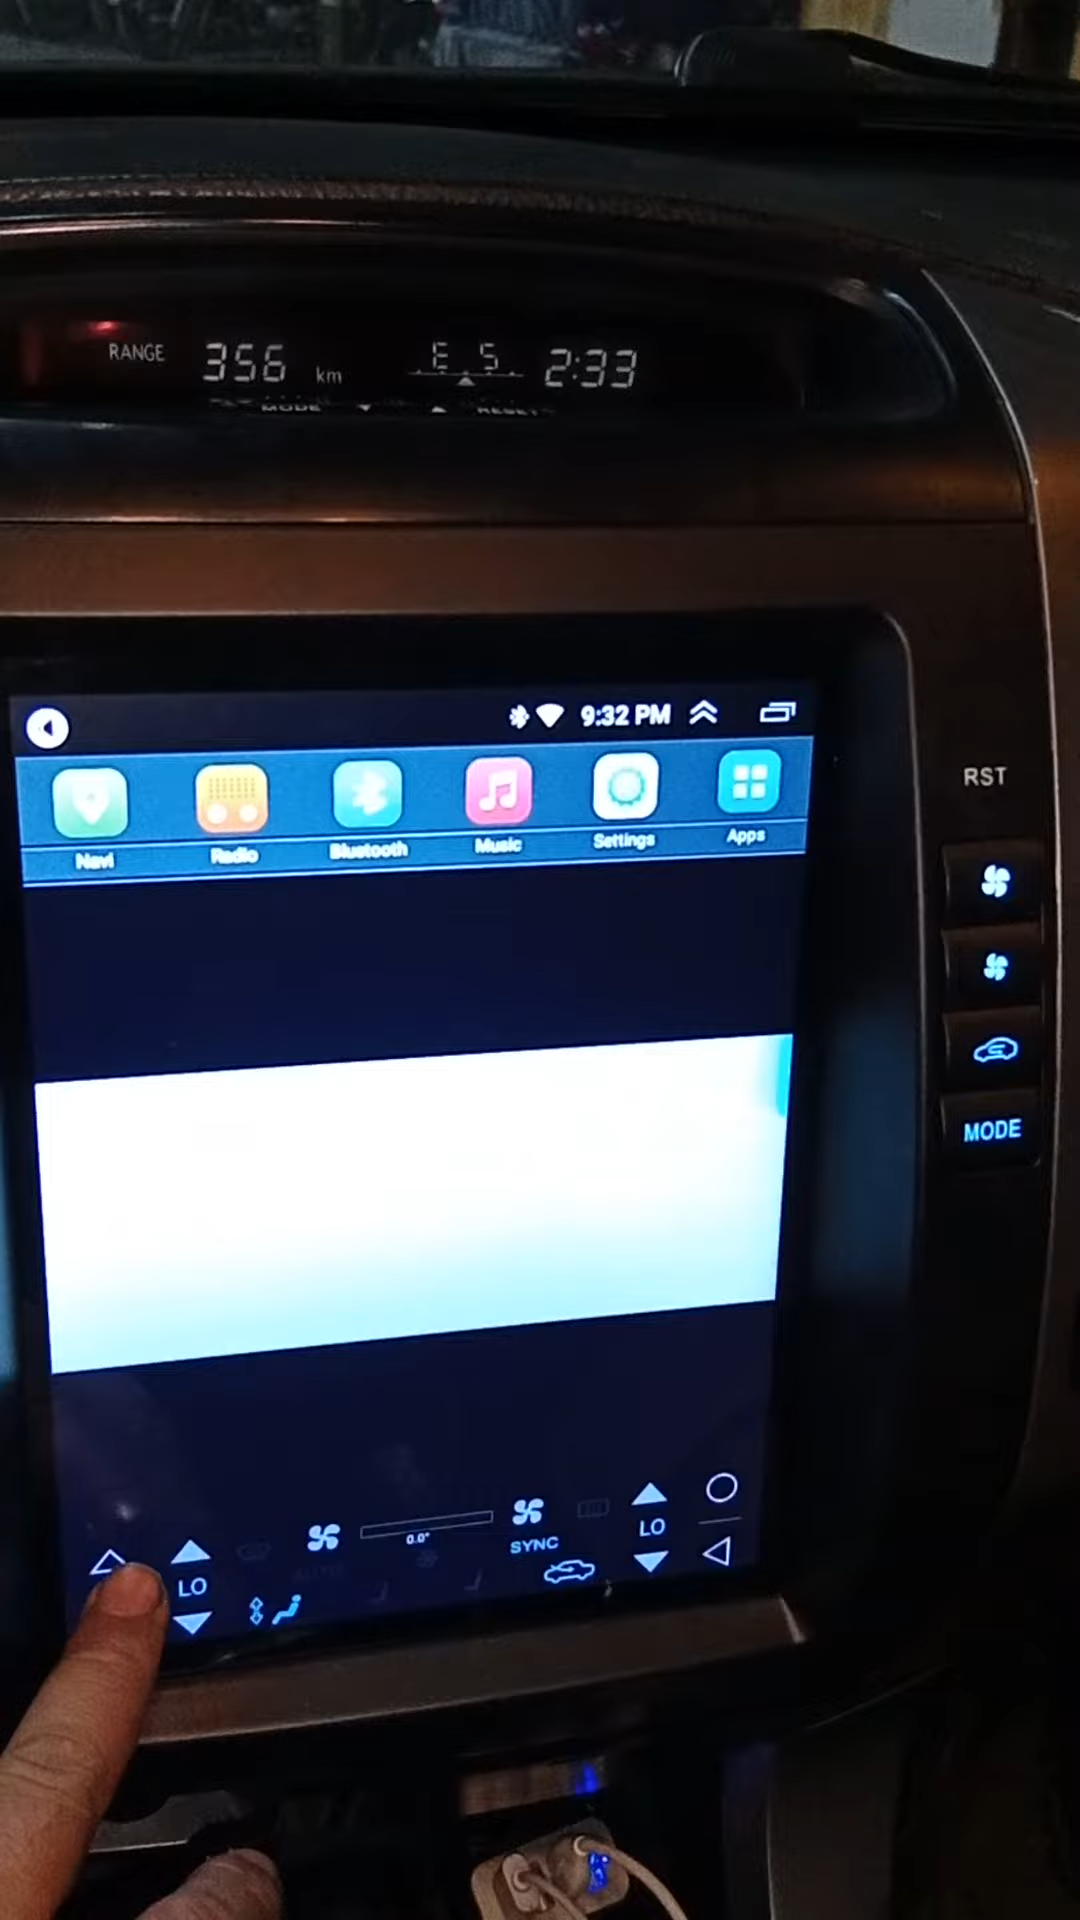 RANGE 356 km E S 2:33
MODE RESET
9:32 PM
RST
Navi Radio Bluetooth Music Settings Apps
MODE
LO 0.0° SYNC LO